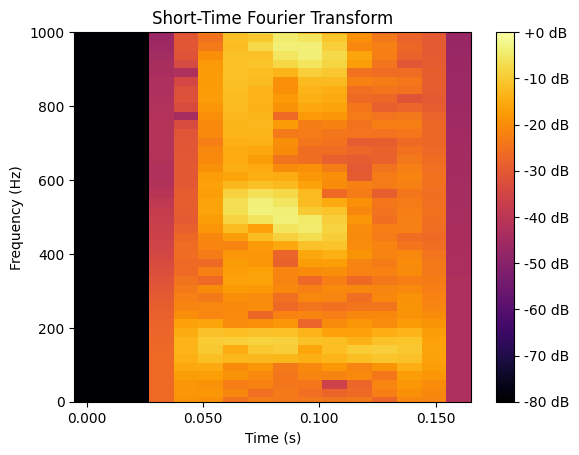 Short-Time Fourier Transform
1000
800
600
400
200
0
Frequency (Hz)
0.000
0.050
0.100
0.150
Time (s)
+0 dB
-10 dB
-20 dB
-30 dB
-40 dB
-50 dB
-60 dB
-70 dB
-80 dB